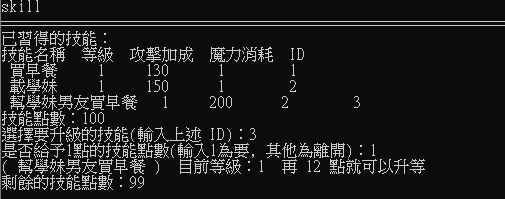 skill
已習得的技能：
技能名稱 等級 攻擊加成 魔力消耗 ID
買早餐 1 130 1 1
載學妹 1 150 1 2
幫學妹男友買早餐 1 200 2 3
技能點數：100
選擇要升級的技能(輸入上述 ID)：3
是否給予1點的技能點數(輸入1為要, 其他為離開)：1
( 幫學妹男友買早餐 ) 目前等級：1 再 12 點就可以升等
剩餘的技能點數：99